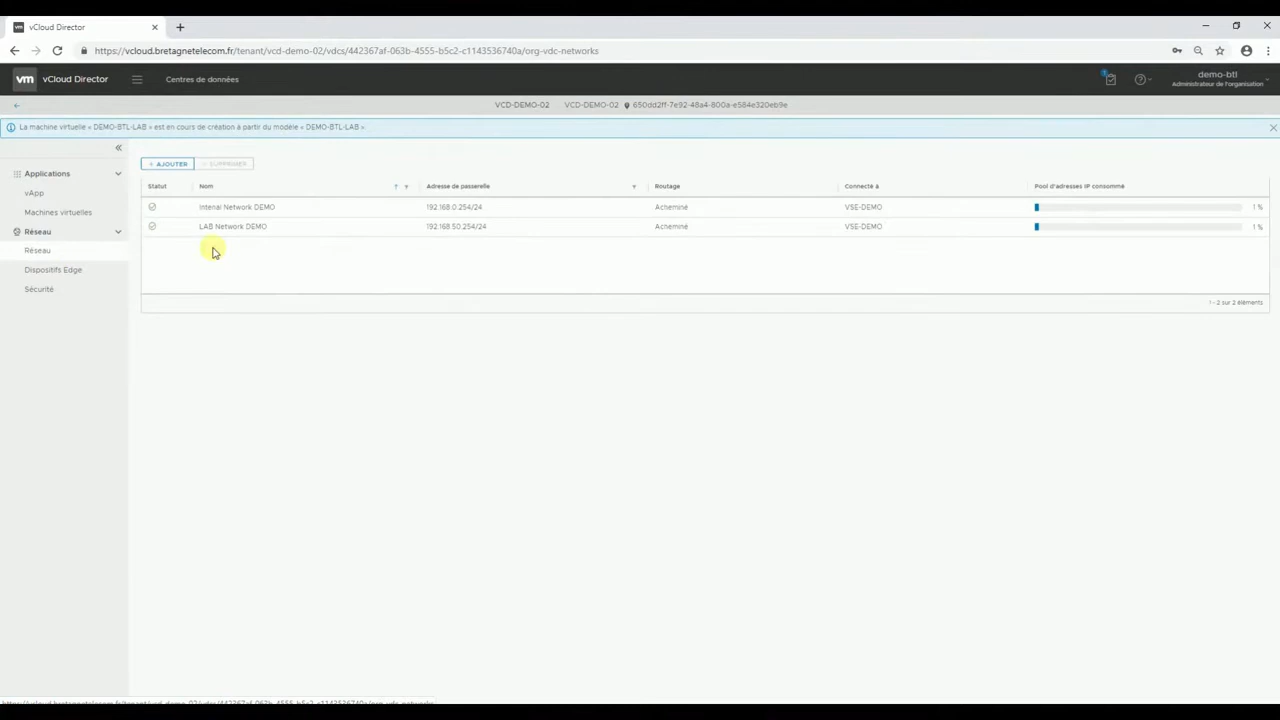 vCloud Director
https://vcloud.bretagnetelecom.fr/tenant/vcd-demo-02/vdcs/442367af-063b-4555-b5c2-c1143536740a/org-vdc-networks
vm vCloud Director Centres de données demo-btl
Administrateur de l'organisation
VCD-DEMO-02 VCD-DEMO-02 650dd2ff-7e92-48a4-800a-e584e320eb9e
La machine virtuelle « DEMO-BTL-LAB » est en cours de création à partir du modèle « DEMO-BTL-LAB ».
+ AJOUTER SUPPRIMER
Applications
vApp
Machines virtuelles
Réseau
Réseau
Dispositifs Edge
Sécurité
Statut Nom Adresse de passerelle Routage Connecté à Pool d'adresses IP consommé
Intenal Network DEMO 192.168.0.254/24 Acheminé VSE-DEMO 1 %
LAB Network DEMO 192.168.50.254/24 Acheminé VSE-DEMO 1 %
1 - 2 sur 2 éléments